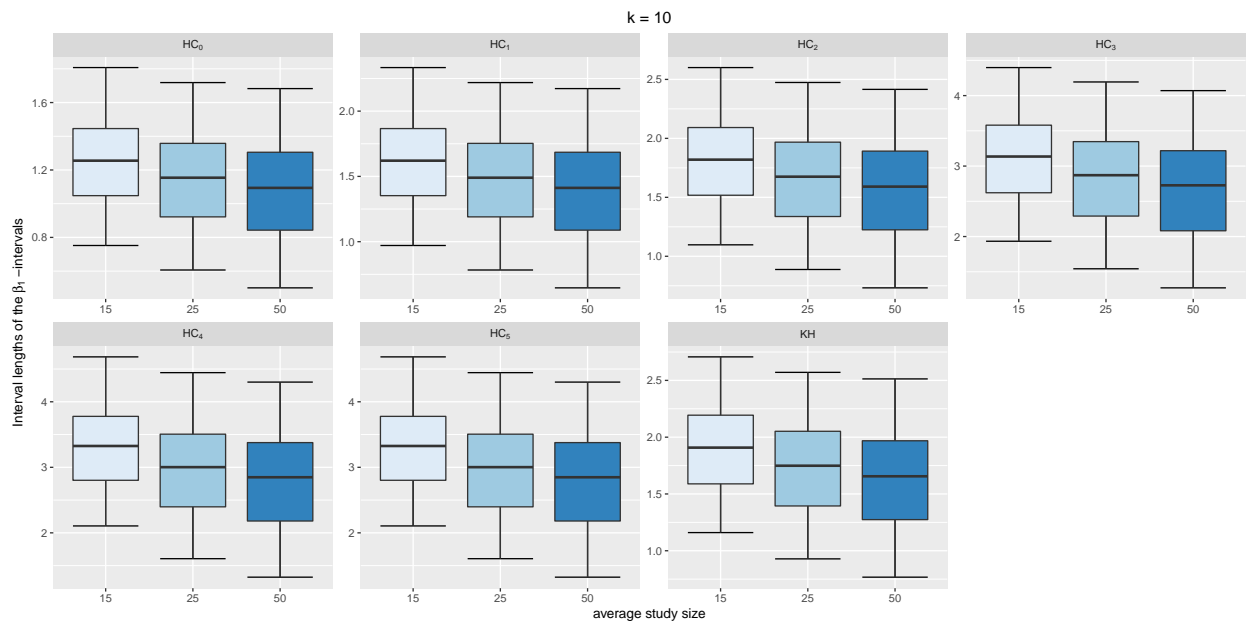 k = 10
HC₀
HC₁
HC₂
HC₃
1.6
1.2
0.8
2.0
1.5
1.0
2.5
2.0
1.5
1.0
4
3
2
15 25 50
15 25 50
15 25 50
15 25 50
Interval lengths of the β₁ −intervals
HC₄
HC₅
KH
4
3
2
4
3
2
2.5
2.0
1.5
1.0
15 25 50
15 25 50
15 25 50
average study size